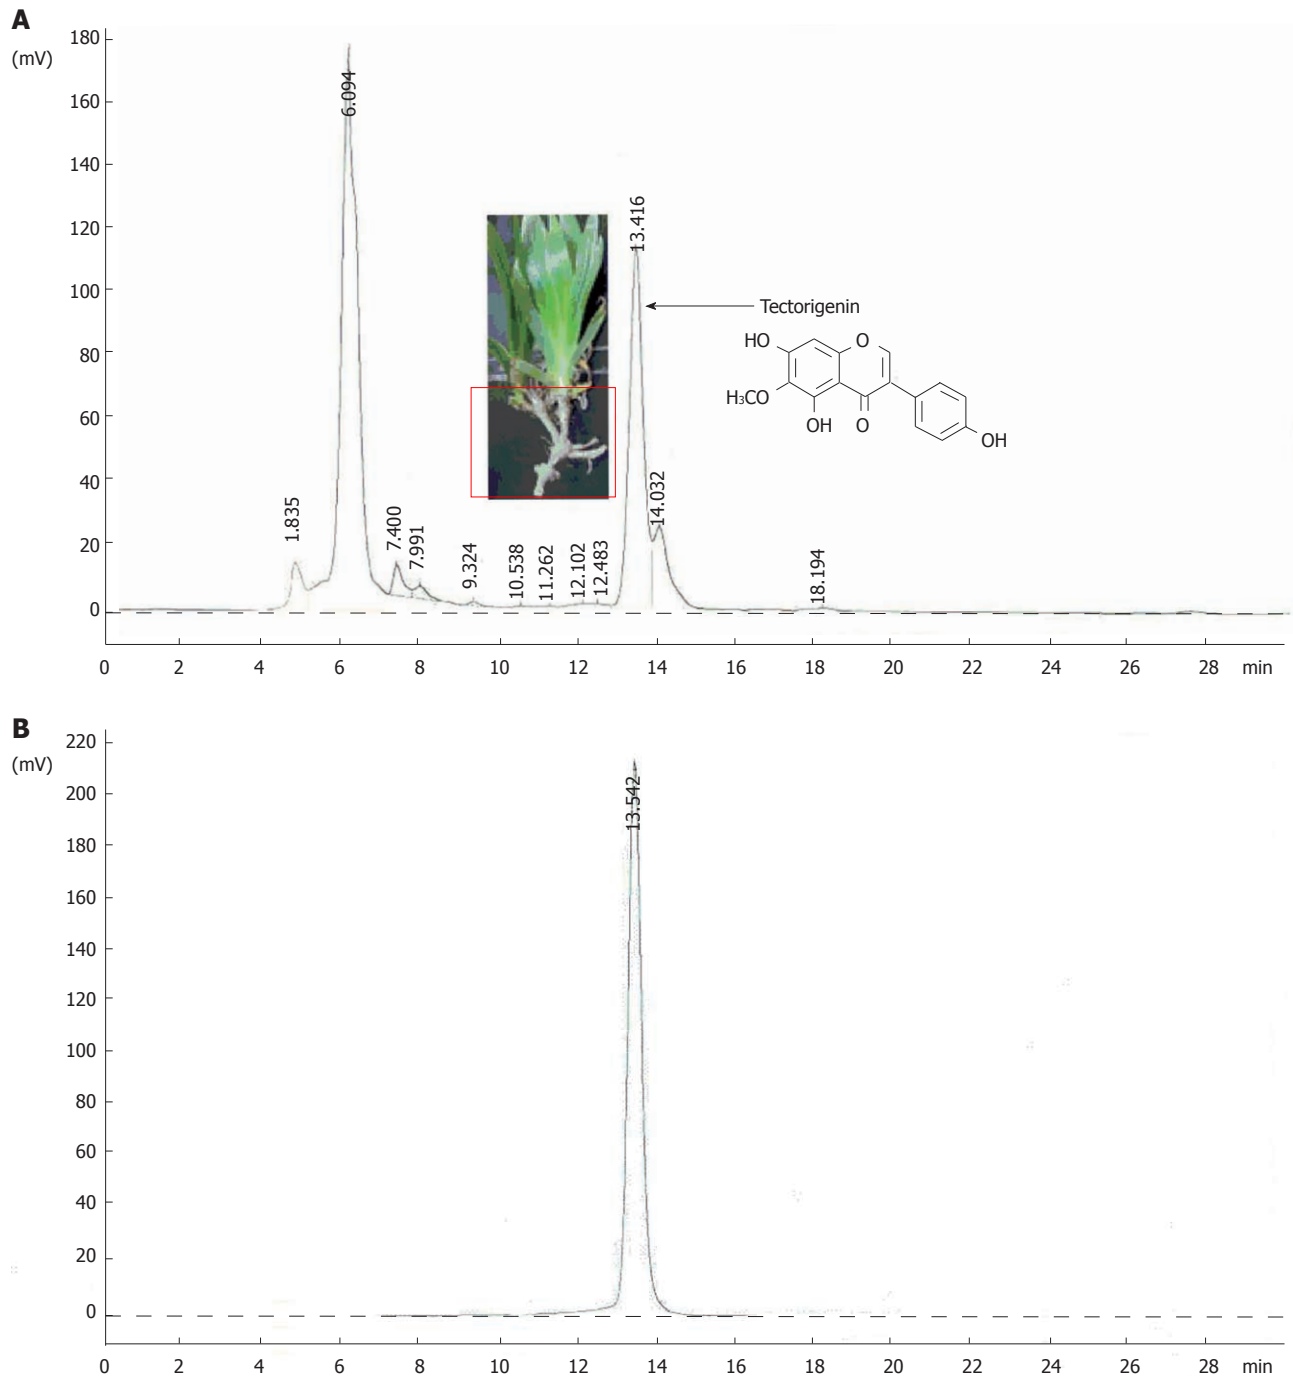 A
(mV)
180
160
140
120
100
80
60
40
20
0
1.835
6.094
7.400
7.991
9.324
10.538
11.262
12.102
12.483
13.416
14.032
18.194
Tectorigenin
HO
O
H₃CO
OH
O
OH
0 2 4 6 8 10 12 14 16 18 20 22 24 26 28 min
B
(mV)
220
200
180
160
140
120
100
80
60
40
20
0
13.542
0 2 4 6 8 10 12 14 16 18 20 22 24 26 28 min